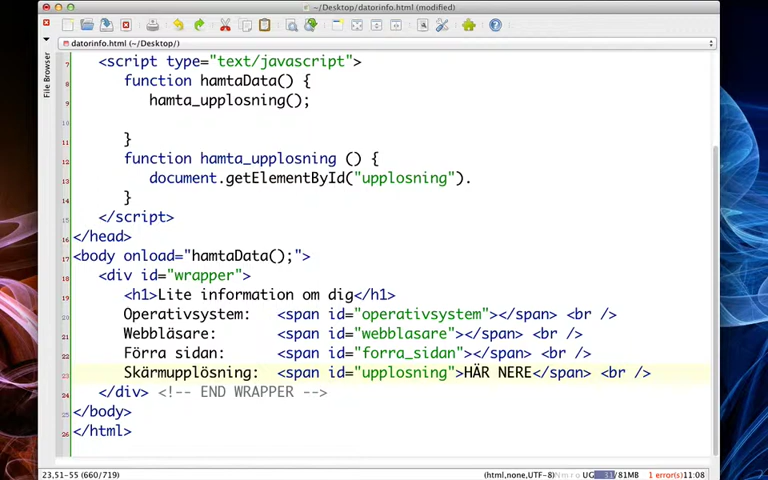 ~/Desktop/datorinfo.html (modified)
datorinfo.html (~/Desktop/)
File Browser
7 <script type="text/javascript">
8 function hamtaData() {
9 hamta_upplosning();
10
11 }
12 function hamta_upplosning () {
13 document.getElementById("upplosning").
14 }
15 </script>
16 </head>
17 <body onload="hamtaData();">
18 <div id="wrapper">
19 <h1>Lite information om dig</h1>
20 Operativsystem: <span id="operativsystem"></span> <br />
21 Webbläsare: <span id="webblasare"></span> <br />
22 Förra sidan: <span id="forra_sidan"></span> <br />
23 Skärmupplösning: <span id="upplosning">HÄR NERE</span> <br />
24 </div> <!-- END WRAPPER -->
25 </body>
26 </html>
23,51-55 (660/719) (html,none,UTF-8) N m r o UG 31/81MB 1 error(s) 11:08